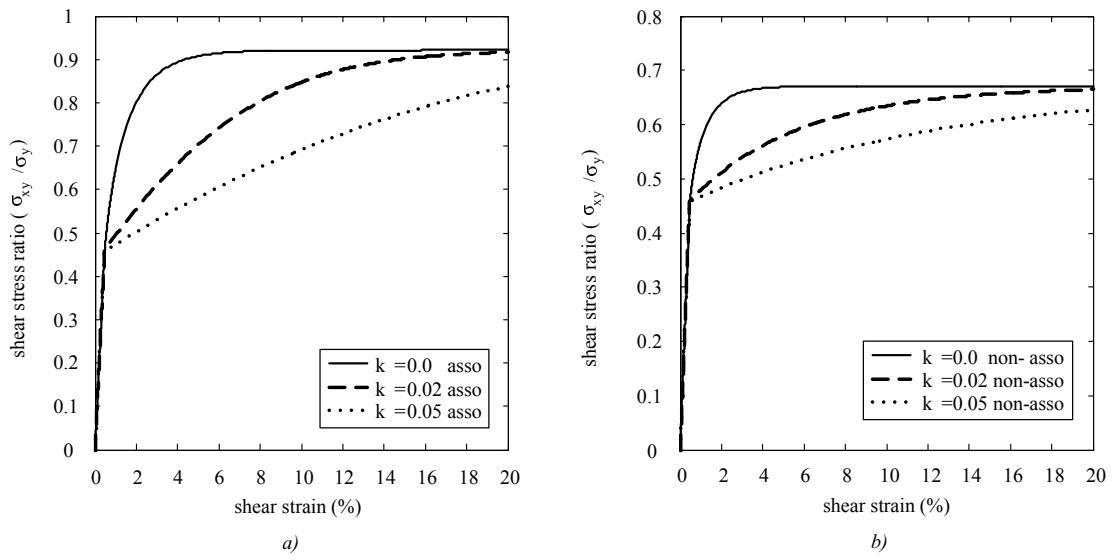 1
0.9
0.8
0.7
0.6
0.5
0.4
0.3
0.2
0.1
0
shear stress ratio ( σxy /σy)
k =0.0 asso
k =0.02 asso
k =0.05 asso
0 2 4 6 8 10 12 14 16 18 20
shear strain (%)
a)
0.8
0.7
0.6
0.5
0.4
0.3
0.2
0.1
0
shear stress ratio ( σxy /σy)
k =0.0 non- asso
k =0.02 non-asso
k =0.05 non-asso
0 2 4 6 8 10 12 14 16 18 20
shear strain (%)
b)